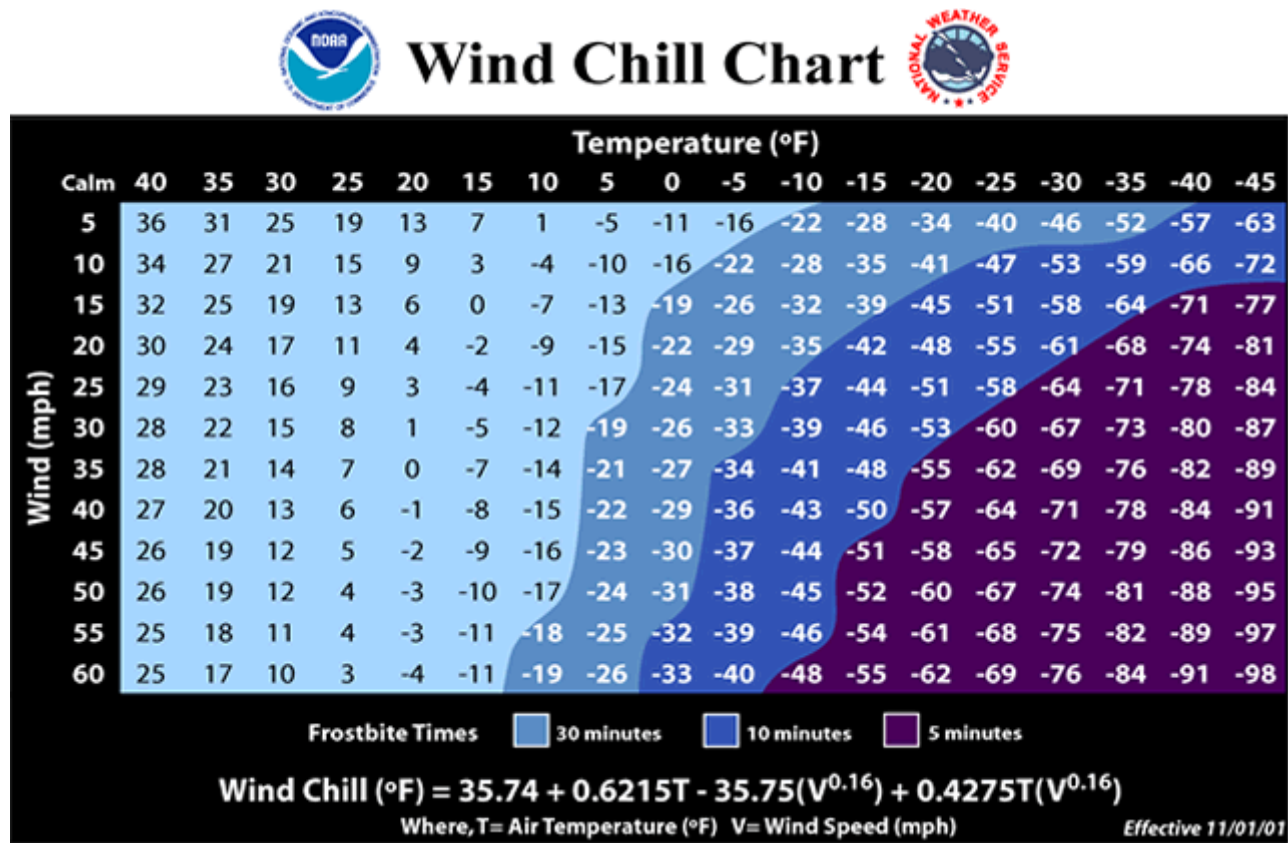 NOAA
NATIONAL OCEANIC AND ATMOSPHERIC ADMINISTRATION
U.S. DEPARTMENT OF COMMERCE
Wind Chill Chart
NATIONAL WEATHER SERVICE
Temperature (ºF)
Calm 40 35 30 25 20 15 10 5 0 -5 -10 -15 -20 -25 -30 -35 -40 -45
Wind (mph)
5 36 31 25 19 13 7 1 -5 -11 -16 -22 -28 -34 -40 -46 -52 -57 -63
10 34 27 21 15 9 3 -4 -10 -16 -22 -28 -35 -41 -47 -53 -59 -66 -72
15 32 25 19 13 6 0 -7 -13 -19 -26 -32 -39 -45 -51 -58 -64 -71 -77
20 30 24 17 11 4 -2 -9 -15 -22 -29 -35 -42 -48 -55 -61 -68 -74 -81
25 29 23 16 9 3 -4 -11 -17 -24 -31 -37 -44 -51 -58 -64 -71 -78 -84
30 28 22 15 8 1 -5 -12 -19 -26 -33 -39 -46 -53 -60 -67 -73 -80 -87
35 28 21 14 7 0 -7 -14 -21 -27 -34 -41 -48 -55 -62 -69 -76 -82 -89
40 27 20 13 6 -1 -8 -15 -22 -29 -36 -43 -50 -57 -64 -71 -78 -84 -91
45 26 19 12 5 -2 -9 -16 -23 -30 -37 -44 -51 -58 -65 -72 -79 -86 -93
50 26 19 12 4 -3 -10 -17 -24 -31 -38 -45 -52 -60 -67 -74 -81 -88 -95
55 25 18 11 4 -3 -11 -18 -25 -32 -39 -46 -54 -61 -68 -75 -82 -89 -97
60 25 17 10 3 -4 -11 -19 -26 -33 -40 -48 -55 -62 -69 -76 -84 -91 -98
Frostbite Times 30 minutes 10 minutes 5 minutes
Wind Chill (ºF) = 35.74 + 0.6215T - 35.75(V0.16) + 0.4275T(V0.16)
Where, T= Air Temperature (ºF) V= Wind Speed (mph)
Effective 11/01/01